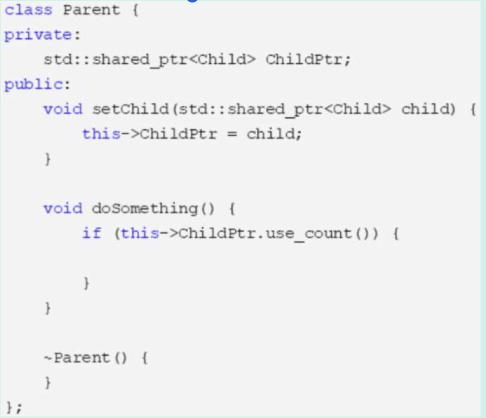 class Parent {
private:
    std::shared_ptr<Child> ChildPtr;
public:
    void setChild(std::shared_ptr<Child> child) {
        this->ChildPtr = child;
    }

    void doSomething() {
        if (this->ChildPtr.use_count()) {

        }
    }

    ~Parent() {
    }
};